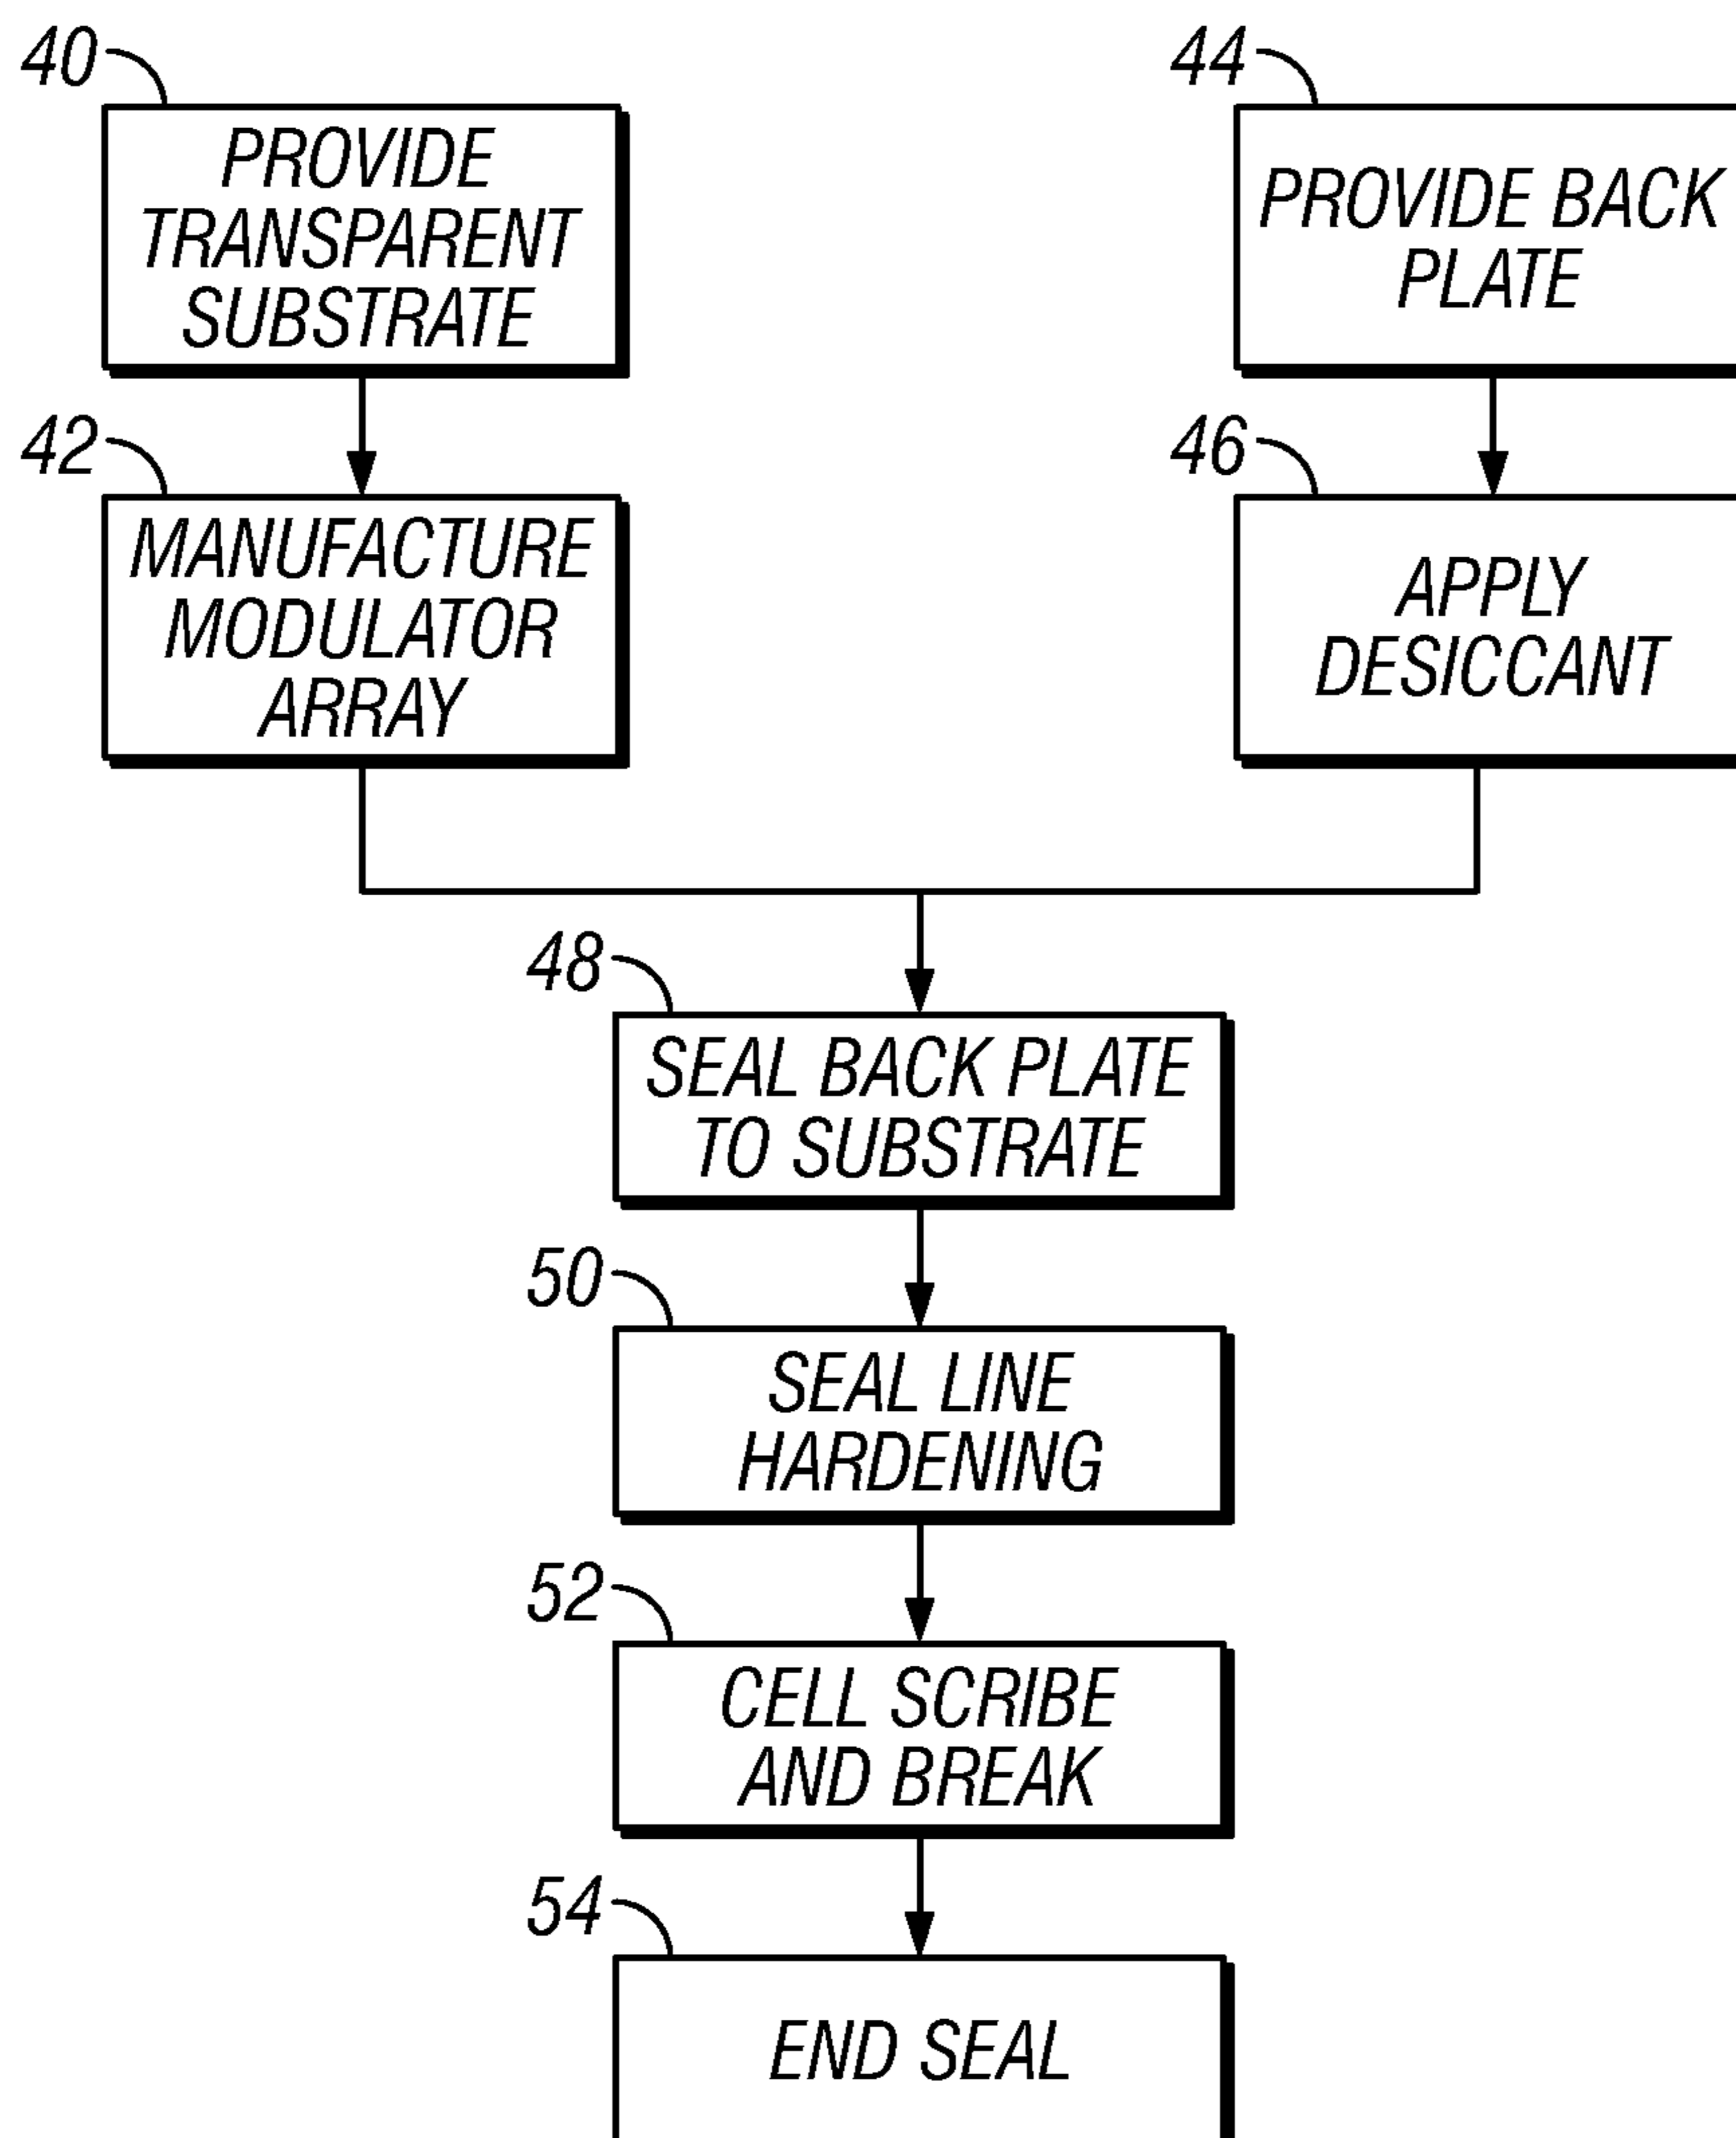 40
PROVIDE
TRANSPARENT
SUBSTRATE
44
PROVIDE BACK
PLATE
42
MANUFACTURE
MODULATOR
ARRAY
46
APPLY
DESICCANT
48
SEAL BACK PLATE
TO SUBSTRATE
50
SEAL LINE
HARDENING
52
CELL SCRIBE
AND BREAK
54
END SEAL